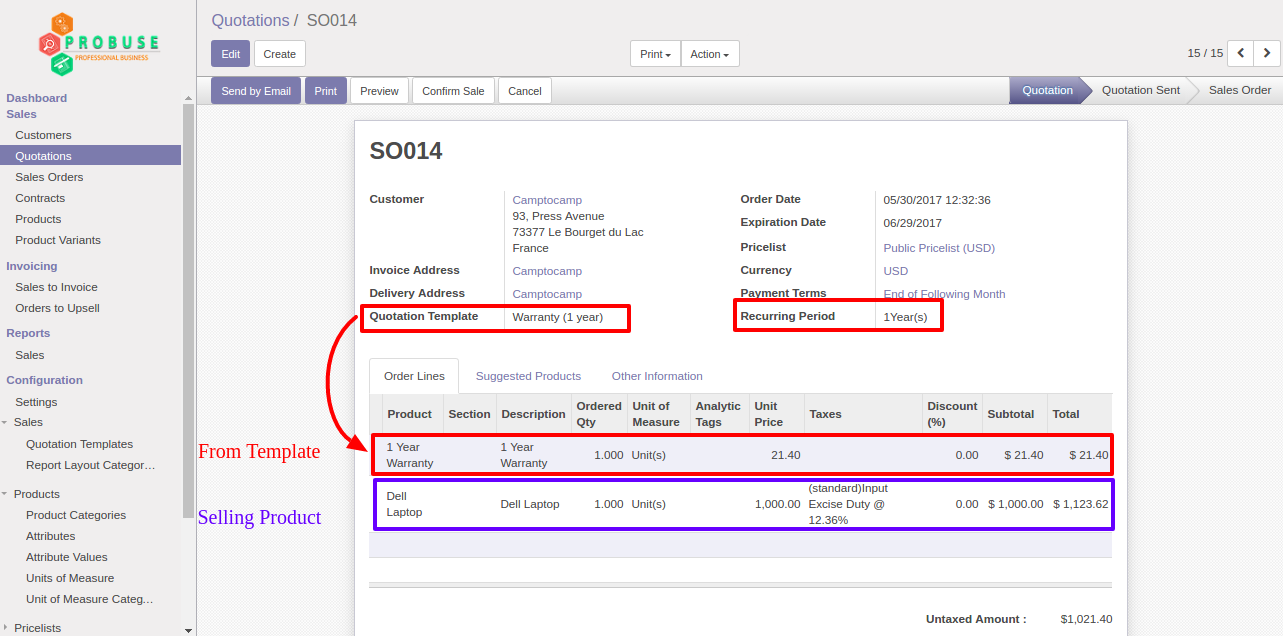 PROBUSE
PROFESSIONAL BUSINESS
Dashboard
Sales
Customers
Quotations
Sales Orders
Contracts
Products
Product Variants
Invoicing
Sales to Invoice
Orders to Upsell
Reports
Sales
Configuration
Settings
Sales
Quotation Templates
Report Layout Categor...
Products
Product Categories
Attributes
Attribute Values
Units of Measure
Unit of Measure Categ...
Pricelists
Quotations / SO014
Edit Create Print Action 15 / 15
Send by Email Print Preview Confirm Sale Cancel Quotation Quotation Sent Sales Order
SO014
Customer Camptocamp
93, Press Avenue
73377 Le Bourget du Lac
France
Invoice Address Camptocamp
Delivery Address Camptocamp
Quotation Template Warranty (1 year)
Order Date 05/30/2017 12:32:36
Expiration Date 06/29/2017
Pricelist Public Pricelist (USD)
Currency USD
Payment Terms End of Following Month
Recurring Period 1Year(s)
Order Lines Suggested Products Other Information
Product Section Description Ordered Qty Unit of Measure Analytic Tags Unit Price Taxes Discount (%) Subtotal Total
From Template
1 Year Warranty 1 Year Warranty 1.000 Unit(s) 21.40 0.00 $ 21.40 $ 21.40
Selling Product
Dell Laptop Dell Laptop 1.000 Unit(s) 1,000.00 (standard)Input Excise Duty @ 12.36% 0.00 $ 1,000.00 $ 1,123.62
Untaxed Amount : $1,021.40